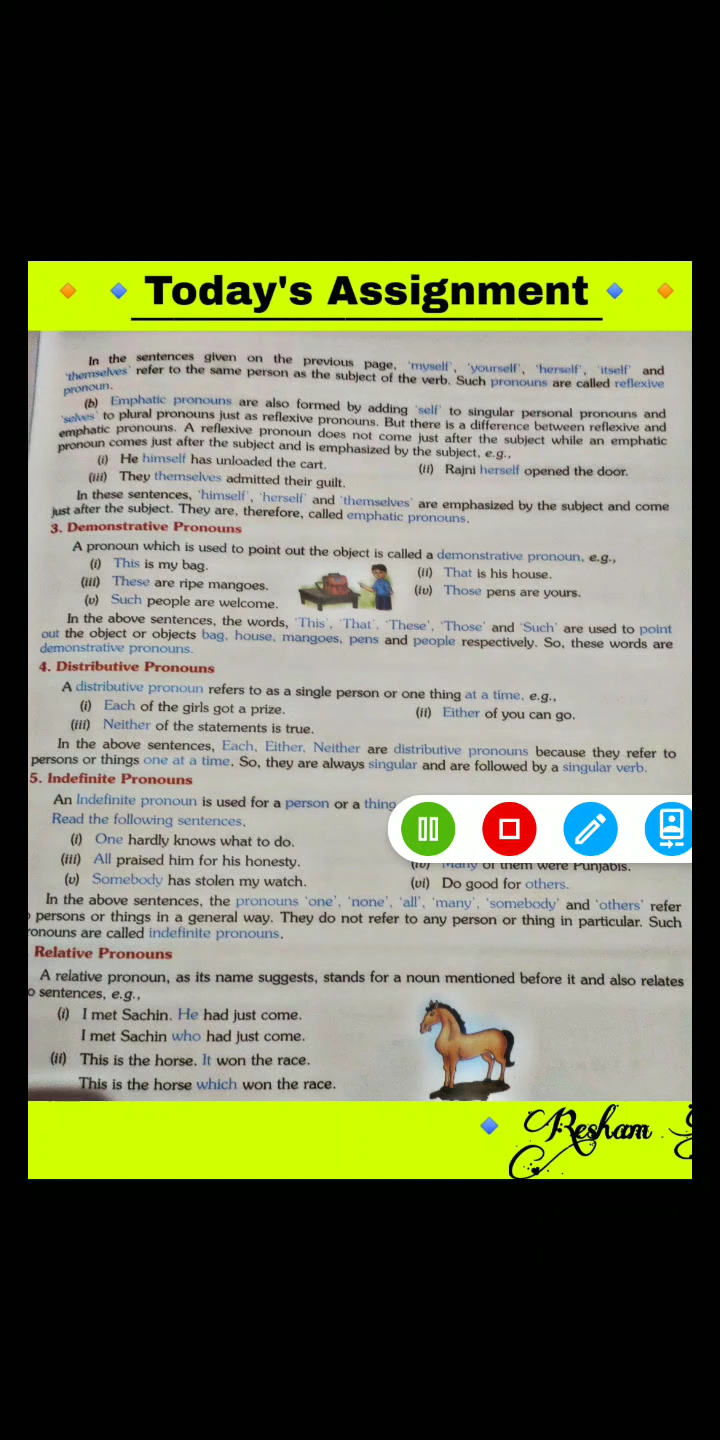 Today's Assignment
In the sentences given on the previous page, 'myself', 'yourself', 'herself', 'itself' and
'themselves' refer to the same person as the subject of the verb. Such pronouns are called reflexive
pronoun.
(b) Emphatic pronouns are also formed by adding 'self' to singular personal pronouns and
'selves' to plural pronouns just as reflexive pronouns. But there is a difference between reflexive and
emphatic pronouns. A reflexive pronoun does not come just after the subject while an emphatic
pronoun comes just after the subject and is emphasized by the subject, e.g.,
(i) He himself has unloaded the cart. (ii) Rajni herself opened the door.
(iii) They themselves admitted their guilt.
In these sentences, 'himself', 'herself' and 'themselves' are emphasized by the subject and come
just after the subject. They are, therefore, called emphatic pronouns.
3. Demonstrative Pronouns
A pronoun which is used to point out the object is called a demonstrative pronoun, e.g.,
(i) This is my bag. (ii) That is his house.
(iii) These are ripe mangoes. (iv) Those pens are yours.
(v) Such people are welcome.
In the above sentences, the words, 'This', 'That', 'These', 'Those' and 'Such' are used to point
out the object or objects bag, house, mangoes, pens and people respectively. So, these words are
demonstrative pronouns.
4. Distributive Pronouns
A distributive pronoun refers to as a single person or one thing at a time, e.g.,
(i) Each of the girls got a prize. (ii) Either of you can go.
(iii) Neither of the statements is true.
In the above sentences, Each, Either, Neither are distributive pronouns because they refer to
persons or things one at a time. So, they are always singular and are followed by a singular verb.
5. Indefinite Pronouns
An Indefinite pronoun is used for a person or a thing
Read the following sentences.
(i) One hardly knows what to do.
(iii) All praised him for his honesty. (iv) Many of them were Punjabis.
(v) Somebody has stolen my watch. (vi) Do good for others.
In the above sentences, the pronouns 'one', 'none', 'all', 'many', 'somebody' and 'others' refer
persons or things in a general way. They do not refer to any person or thing in particular. Such
ronouns are called indefinite pronouns.
Relative Pronouns
A relative pronoun, as its name suggests, stands for a noun mentioned before it and also relates
o sentences, e.g.,
(i) I met Sachin. He had just come.
I met Sachin who had just come.
(ii) This is the horse. It won the race.
This is the horse which won the race.
Resham